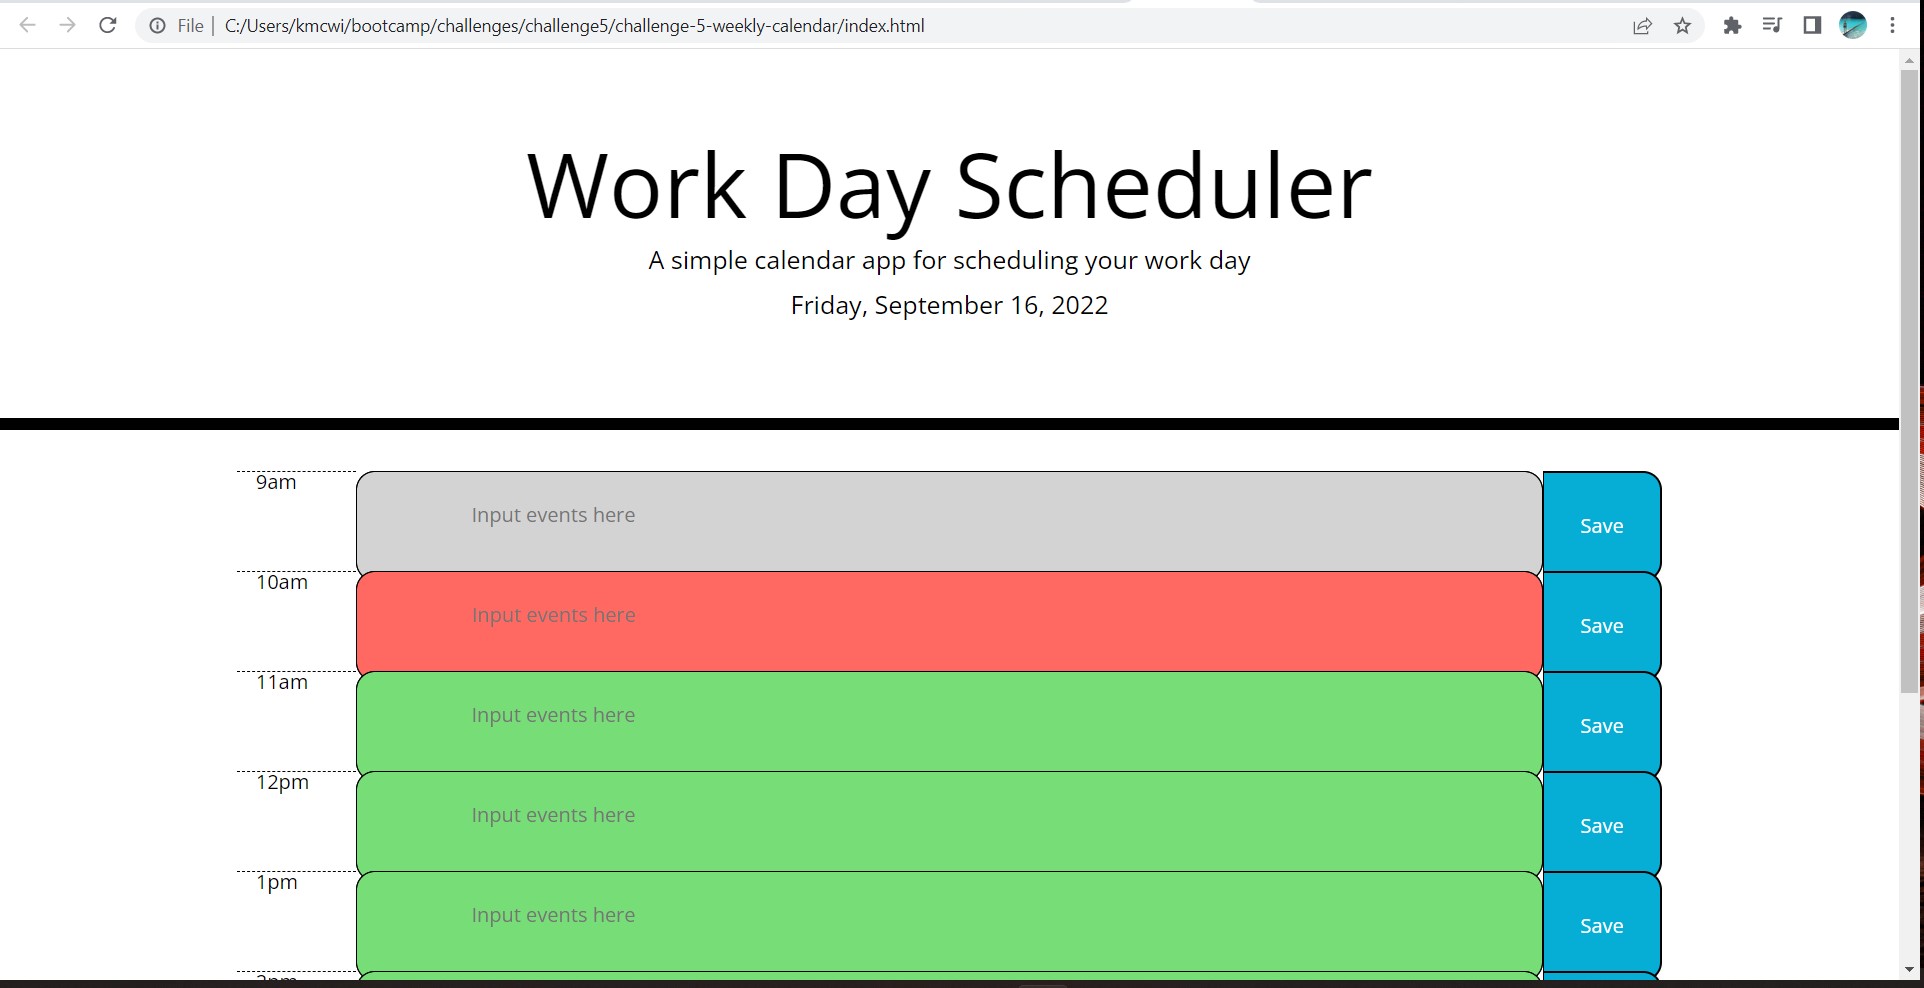 File | C:/Users/kmcwi/bootcamp/challenges/challenge5/challenge-5-weekly-calendar/index.html
Work Day Scheduler
A simple calendar app for scheduling your work day
Friday, September 16, 2022
9am
Input events here
Save
10am
Input events here
Save
11am
Input events here
Save
12pm
Input events here
Save
1pm
Input events here
Save